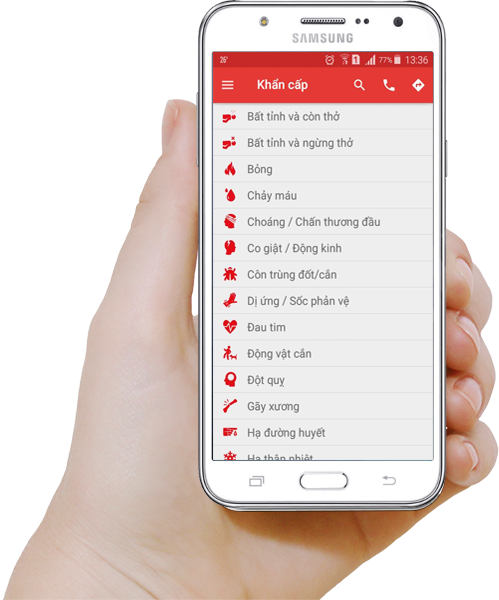 SAMSUNG
26° 77% 13:36
Khẩn cấp
Bất tỉnh và còn thở
Bất tỉnh và ngừng thở
Bỏng
Chảy máu
Choáng / Chấn thương đầu
Co giật / Động kinh
Côn trùng đốt/cắn
Dị ứng / Sốc phản vệ
Đau tim
Động vật cắn
Đột quỵ
Gãy xương
Hạ đường huyết
Hạ thân nhiệt